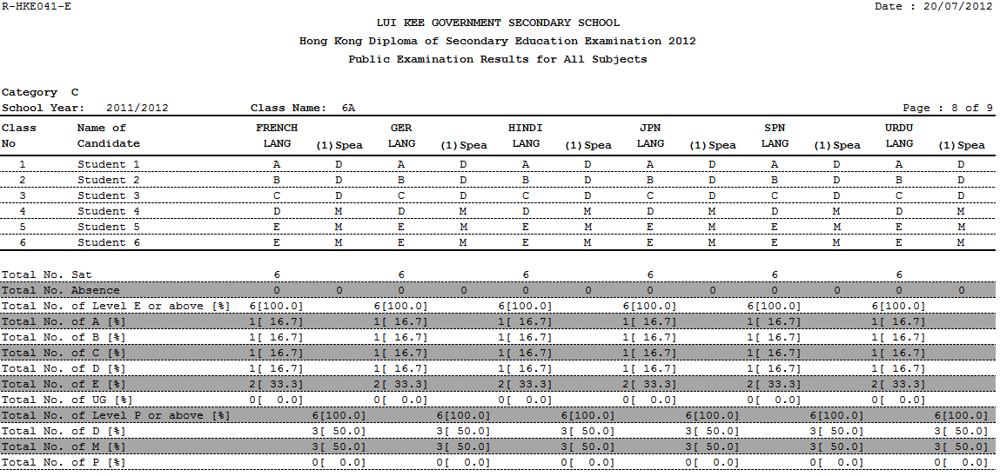 R-HKE041-E Date : 20/07/2012
LUI KEE GOVERNMENT SECONDARY SCHOOL
Hong Kong Diploma of Secondary Education Examination 2012
Public Examination Results for All Subjects
Category C
School Year: 2011/2012 Class Name: 6A Page : 8 of 9
Class Name of FRENCH GER HINDI JPN SPN URDU
No Candidate LANG (1)Spea LANG (1)Spea LANG (1)Spea LANG (1)Spea LANG (1)Spea LANG (1)Spea
1 Student 1 A D A D A D A D A D A D
2 Student 2 B D B D B D B D B D B D
3 Student 3 C D C D C D C D C D C D
4 Student 4 D M D M D M D M D M D M
5 Student 5 E M E M E M E M E M E M
6 Student 6 E M E M E M E M E M E M
Total No. Sat 6 6 6 6 6 6
Total No. Absence 0 0 0 0 0 0 0 0 0 0 0 0
Total No. of Level E or above [%] 6[100.0] 6[100.0] 6[100.0] 6[100.0] 6[100.0] 6[100.0]
Total No. of A [%] 1[ 16.7] 1[ 16.7] 1[ 16.7] 1[ 16.7] 1[ 16.7] 1[ 16.7]
Total No. of B [%] 1[ 16.7] 1[ 16.7] 1[ 16.7] 1[ 16.7] 1[ 16.7] 1[ 16.7]
Total No. of C [%] 1[ 16.7] 1[ 16.7] 1[ 16.7] 1[ 16.7] 1[ 16.7] 1[ 16.7]
Total No. of D [%] 1[ 16.7] 1[ 16.7] 1[ 16.7] 1[ 16.7] 1[ 16.7] 1[ 16.7]
Total No. of E [%] 2[ 33.3] 2[ 33.3] 2[ 33.3] 2[ 33.3] 2[ 33.3] 2[ 33.3]
Total No. of UG [%] 0[ 0.0] 0[ 0.0] 0[ 0.0] 0[ 0.0] 0[ 0.0] 0[ 0.0]
Total No. of Level P or above [%] 6[100.0] 6[100.0] 6[100.0] 6[100.0] 6[100.0] 6[100.0]
Total No. of D [%] 3[ 50.0] 3[ 50.0] 3[ 50.0] 3[ 50.0] 3[ 50.0] 3[ 50.0]
Total No. of M [%] 3[ 50.0] 3[ 50.0] 3[ 50.0] 3[ 50.0] 3[ 50.0] 3[ 50.0]
Total No. of P [%] 0[ 0.0] 0[ 0.0] 0[ 0.0] 0[ 0.0] 0[ 0.0] 0[ 0.0]